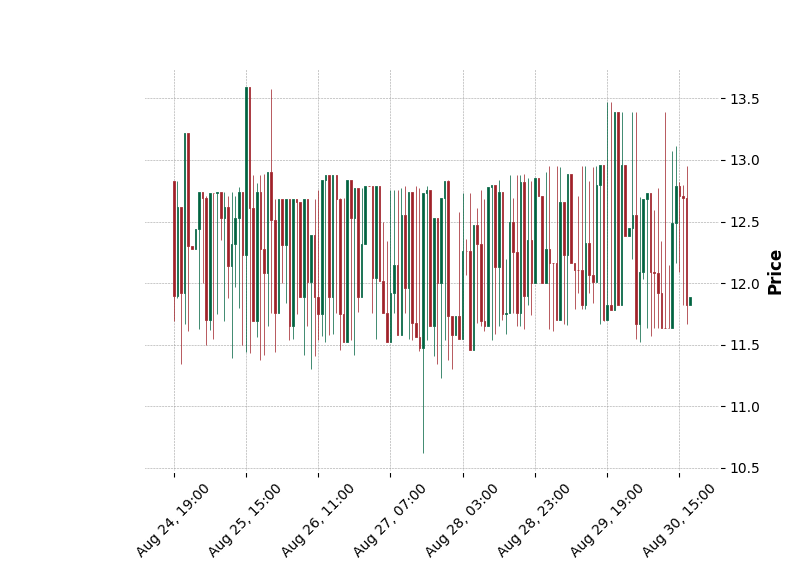 13.5
13.0
12.5
12.0
11.5
11.0
10.5
Price
Aug 24, 19:00
Aug 25, 15:00
Aug 26, 11:00
Aug 27, 07:00
Aug 28, 03:00
Aug 28, 23:00
Aug 29, 19:00
Aug 30, 15:00